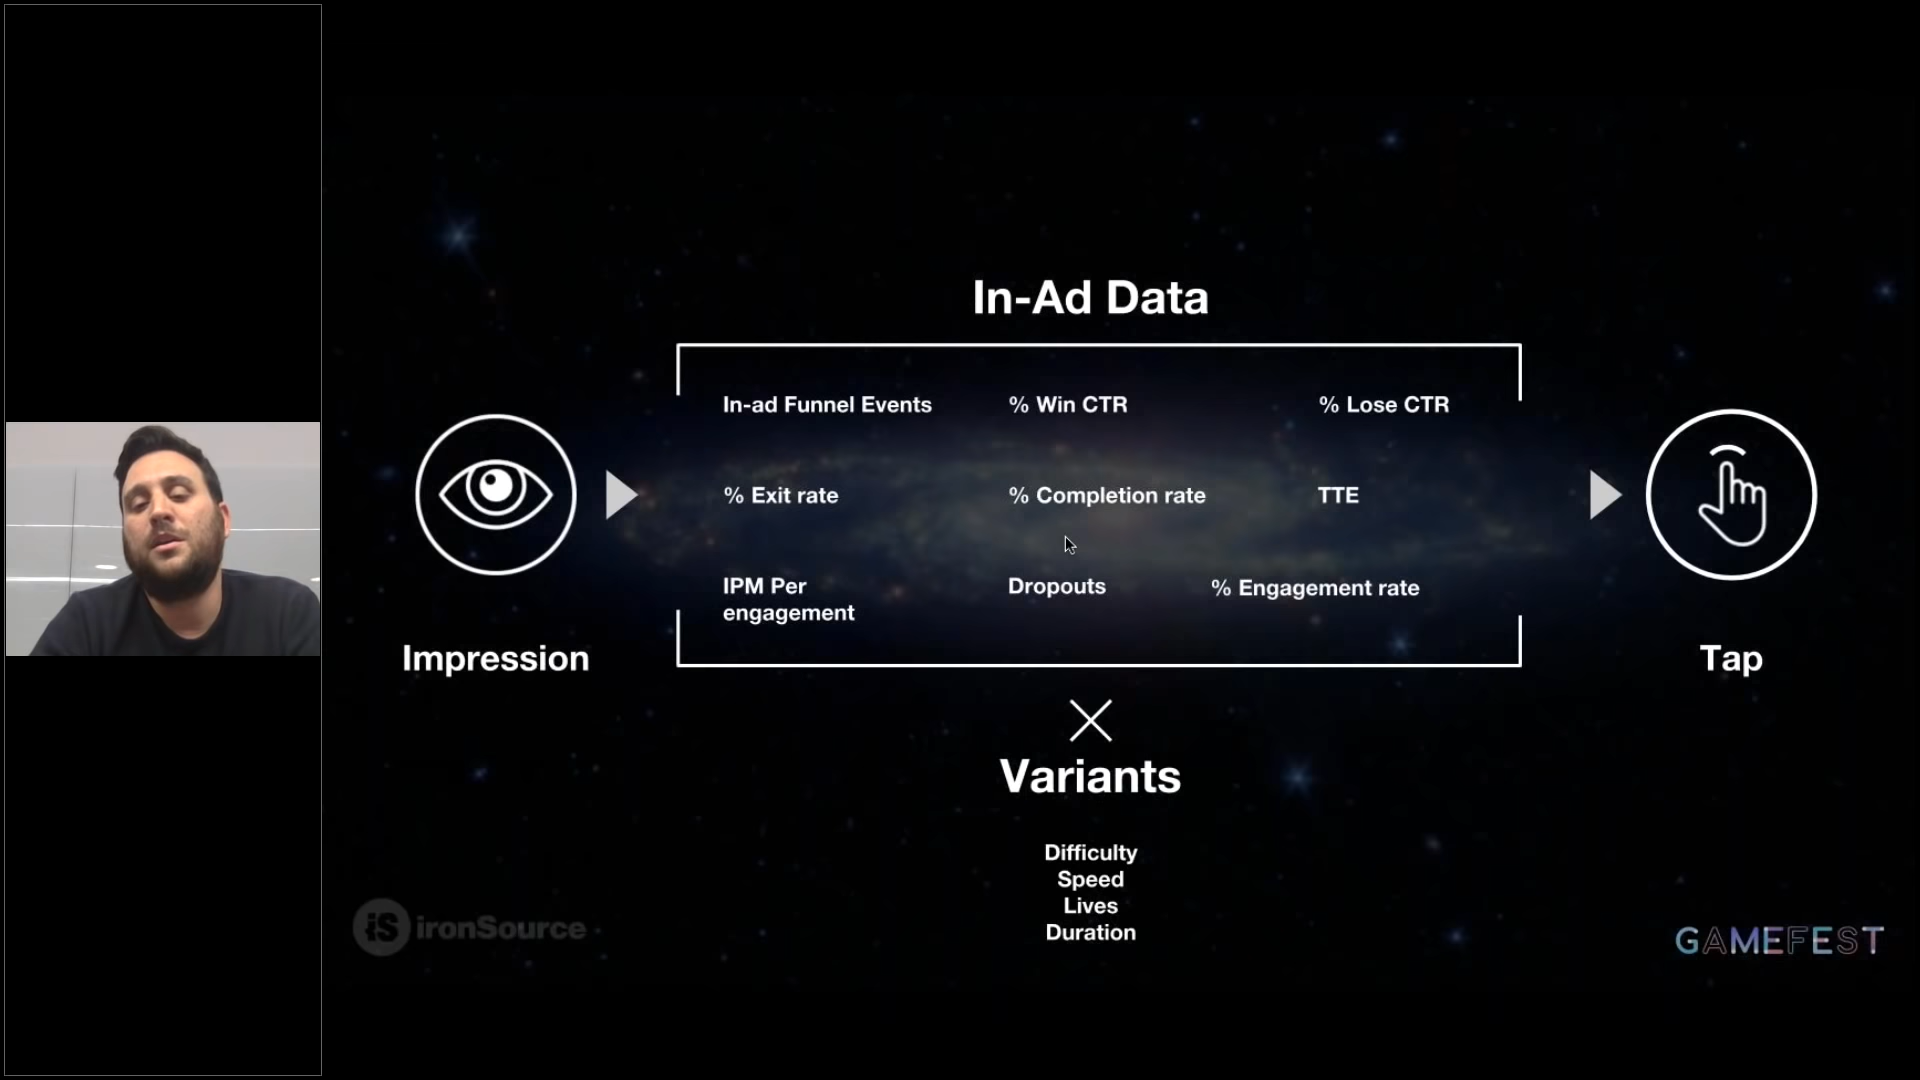 In-Ad Data
In-ad Funnel Events
% Win CTR
% Lose CTR
% Exit rate
% Completion rate
TTE
IPM Per
engagement
Dropouts
% Engagement rate
Impression
Tap
Variants
Difficulty
Speed
Lives
Duration
iS ironSource
GAMEFEST